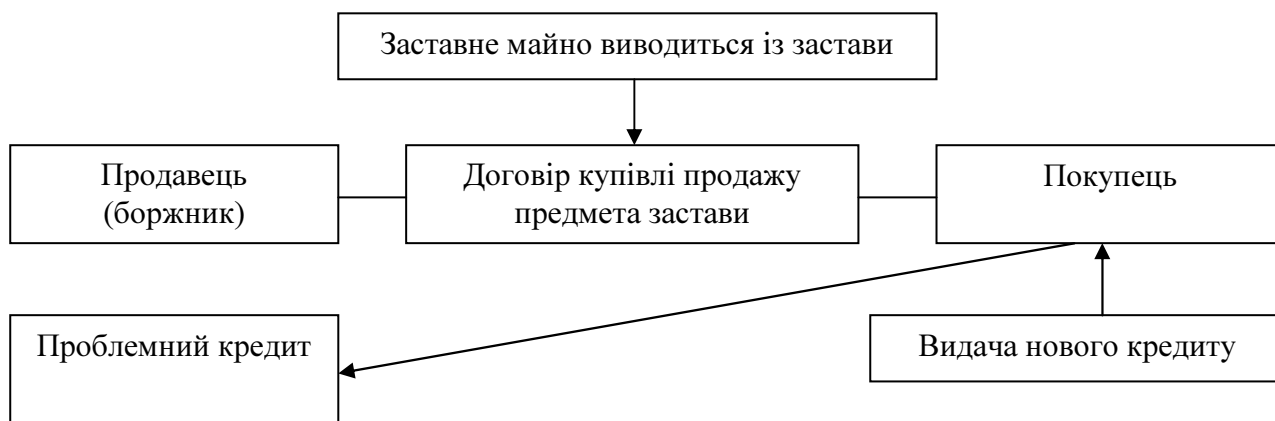 Заставне майно виводиться із застави
Продавець
(боржник)
Договір купівлі продажу
предмета застави
Покупець
Проблемний кредит
Видача нового кредиту